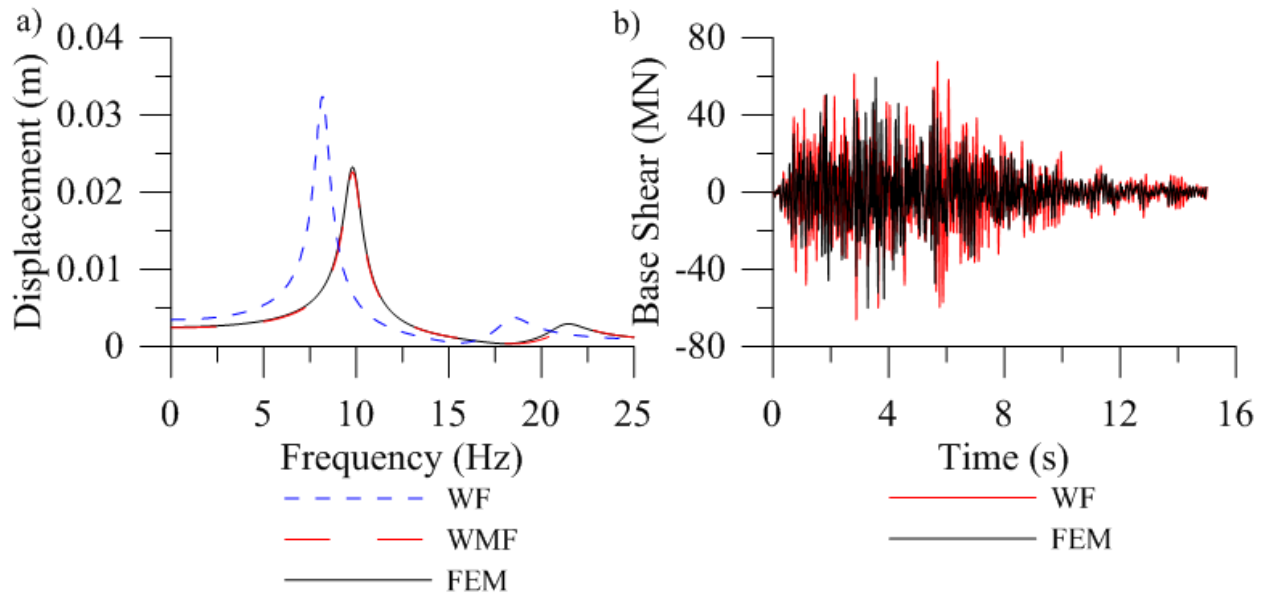 a)
Displacement (m)
0.04
0.03
0.02
0.01
0
0 5 10 15 20 25
Frequency (Hz)
WF
WMF
FEM
b)
Base Shear (MN)
80
40
0
-40
-80
0 4 8 12 16
Time (s)
WF
FEM